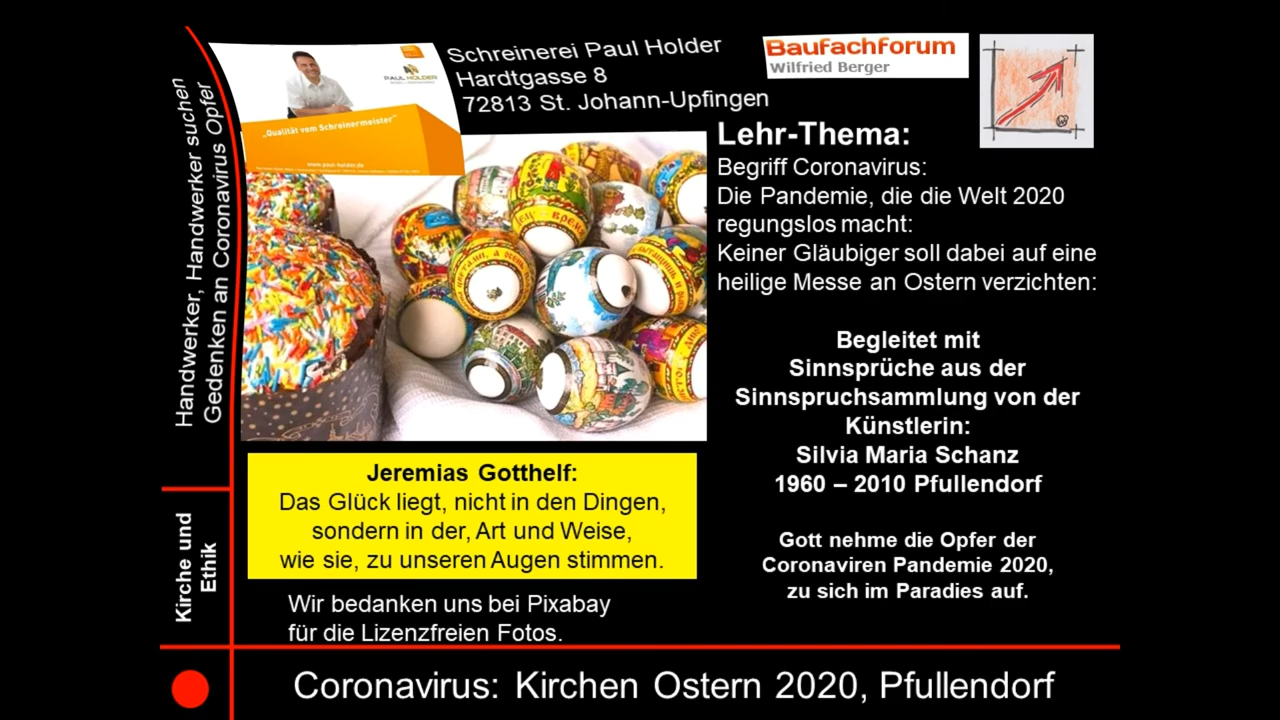 Handwerker, Handwerker suchen
Gedenken an Coronavirus Opfer
Kirche und
Ethik
PAUL HOLDER
„Qualität vom Schreinermeister“
www.paul-holder.de
Schreinerei Paul Holder
Hardtgasse 8
72813 St. Johann-Upfingen
Baufachforum
Wilfried Berger
Lehr-Thema:
Begriff Coronavirus:
Die Pandemie, die die Welt 2020
regungslos macht:
Keiner Gläubiger soll dabei auf eine
heilige Messe an Ostern verzichten:
Begleitet mit
Sinnsprüche aus der
Sinnspruchsammlung von der
Künstlerin:
Silvia Maria Schanz
1960 – 2010 Pfullendorf
Gott nehme die Opfer der
Coronaviren Pandemie 2020,
zu sich im Paradies auf.
Jeremias Gotthelf:
Das Glück liegt, nicht in den Dingen,
sondern in der, Art und Weise,
wie sie, zu unseren Augen stimmen.
Wir bedanken uns bei Pixabay
für die Lizenzfreien Fotos.
Coronavirus: Kirchen Ostern 2020, Pfullendorf